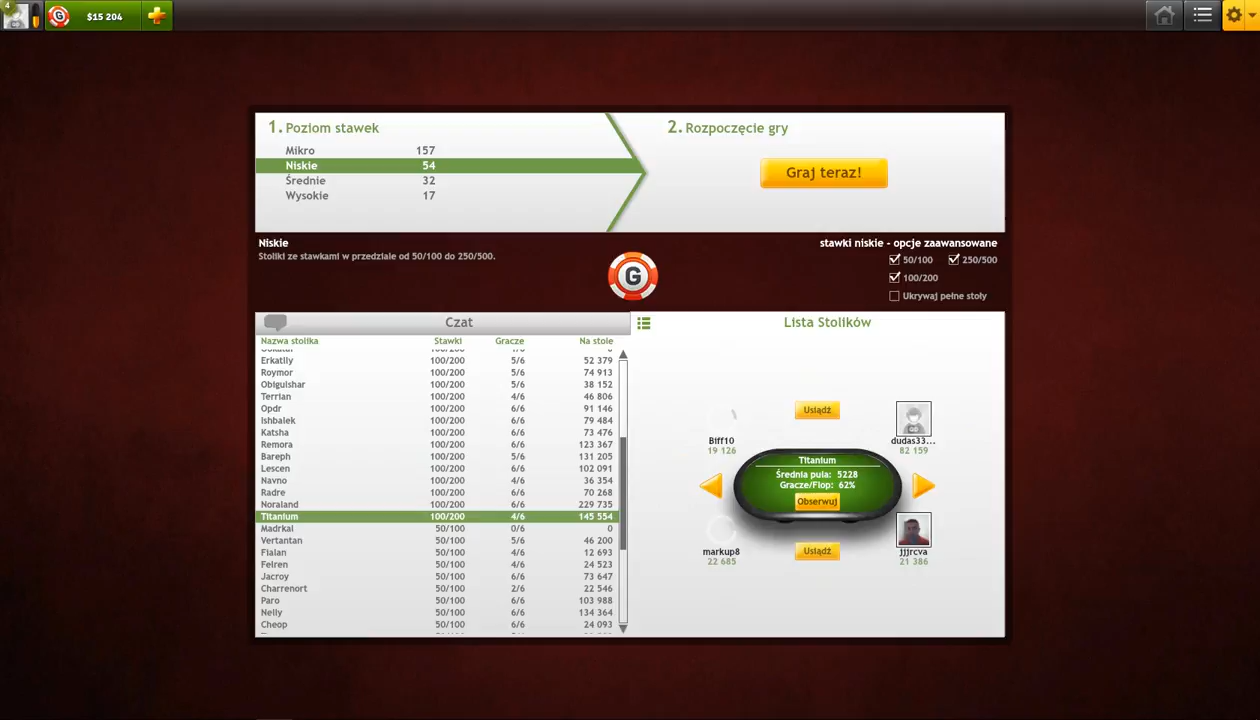 4
G
$15 204
1. Poziom stawek
Mikro 157
Niskie 54
Średnie 32
Wysokie 17
2. Rozpoczęcie gry
Graj teraz!
Niskie
Stoliki ze stawkami w przedziale od 50/100 do 250/500.
G
stawki niskie - opcje zaawansowane
50/100 250/500
100/200
Ukrywaj pełne stoły
Czat
Nazwa stolika Stawki Gracze Na stole
Erkatlly 100/200 5/6 52 379
Roymor 100/200 5/6 74 913
Obigulshar 100/200 5/6 38 152
Terrian 100/200 4/6 46 806
Opdr 100/200 6/6 91 146
Ishbalek 100/200 6/6 79 484
Katsha 100/200 6/6 73 476
Remora 100/200 6/6 123 367
Bareph 100/200 5/6 131 205
Lescen 100/200 6/6 102 091
Navno 100/200 4/6 36 354
Radre 100/200 6/6 70 268
Noraland 100/200 6/6 229 735
Titanium 100/200 4/6 145 554
Madrkal 50/100 0/6 0
Vertantan 50/100 5/6 46 200
Fialan 50/100 4/6 12 693
Felren 50/100 4/6 24 523
Jacroy 50/100 6/6 73 647
Charrenort 50/100 2/6 22 546
Paro 50/100 6/6 103 988
Nelly 50/100 6/6 134 364
Cheop 50/100 6/6 24 093
Lista Stolików
Usiądź
Biff10
19 126
dudas33...
82 159
Titanium
Średnia pula: 5228
Gracze/Flop: 62%
Obserwuj
markup8
22 685
Usiądź
jjjrcva
21 386